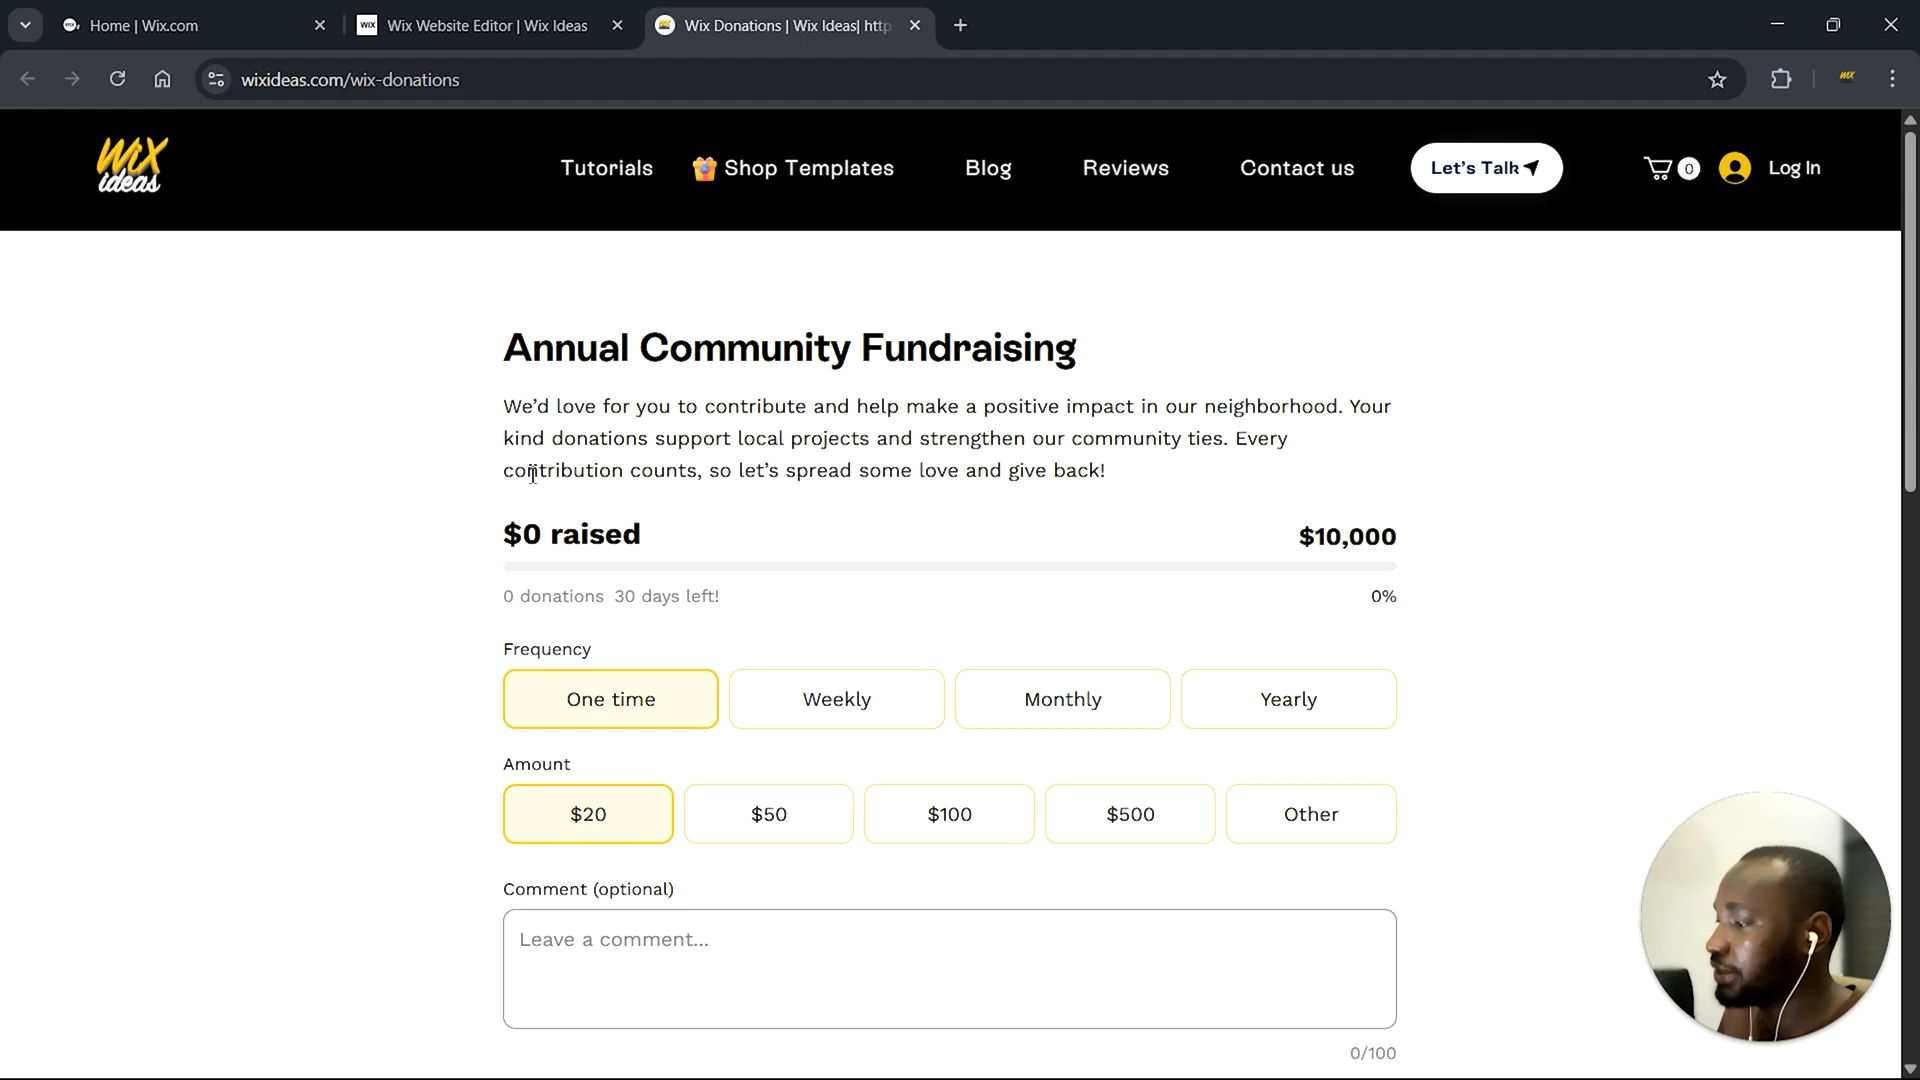 Home | Wix.com
Wix Website Editor | Wix Ideas
Wix Donations | Wix Ideas| http
wixideas.com/wix-donations
WiX
ideas
Tutorials
Shop Templates
Blog
Reviews
Contact us
Let's Talk
0
Log In
Annual Community Fundraising
We'd love for you to contribute and help make a positive impact in our neighborhood. Your
kind donations support local projects and strengthen our community ties. Every
contribution counts, so let's spread some love and give back!
$0 raised
$10,000
0 donations 30 days left!
0%
Frequency
One time
Weekly
Monthly
Yearly
Amount
$20
$50
$100
$500
Other
Comment (optional)
Leave a comment...
0/100